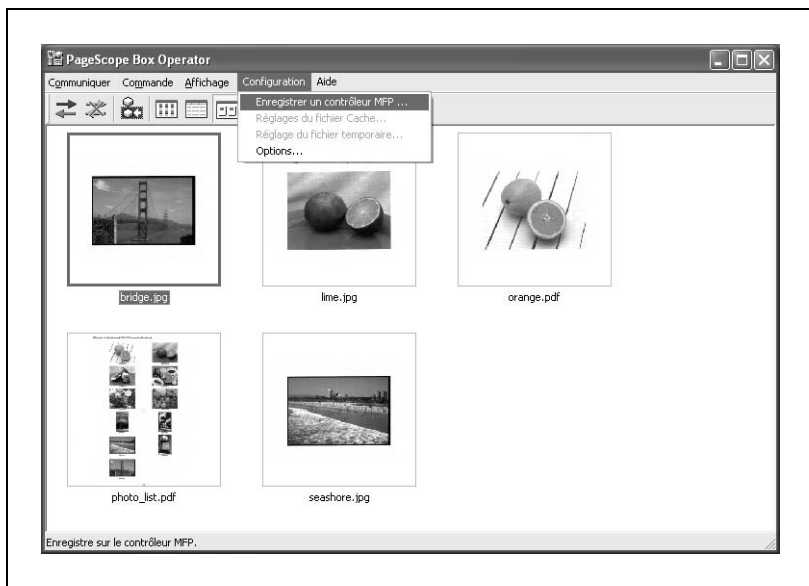 PageScope Box Operator
Communiquer Commande Affichage Configuration Aide
Enregistrer un contrôleur MFP ...
Réglages du fichier Cache...
Réglage du fichier temporaire...
Options...
bridge.jpg
lime.jpg
orange.pdf
photo_list.pdf
seashore.jpg
Enregistre sur le contrôleur MFP.